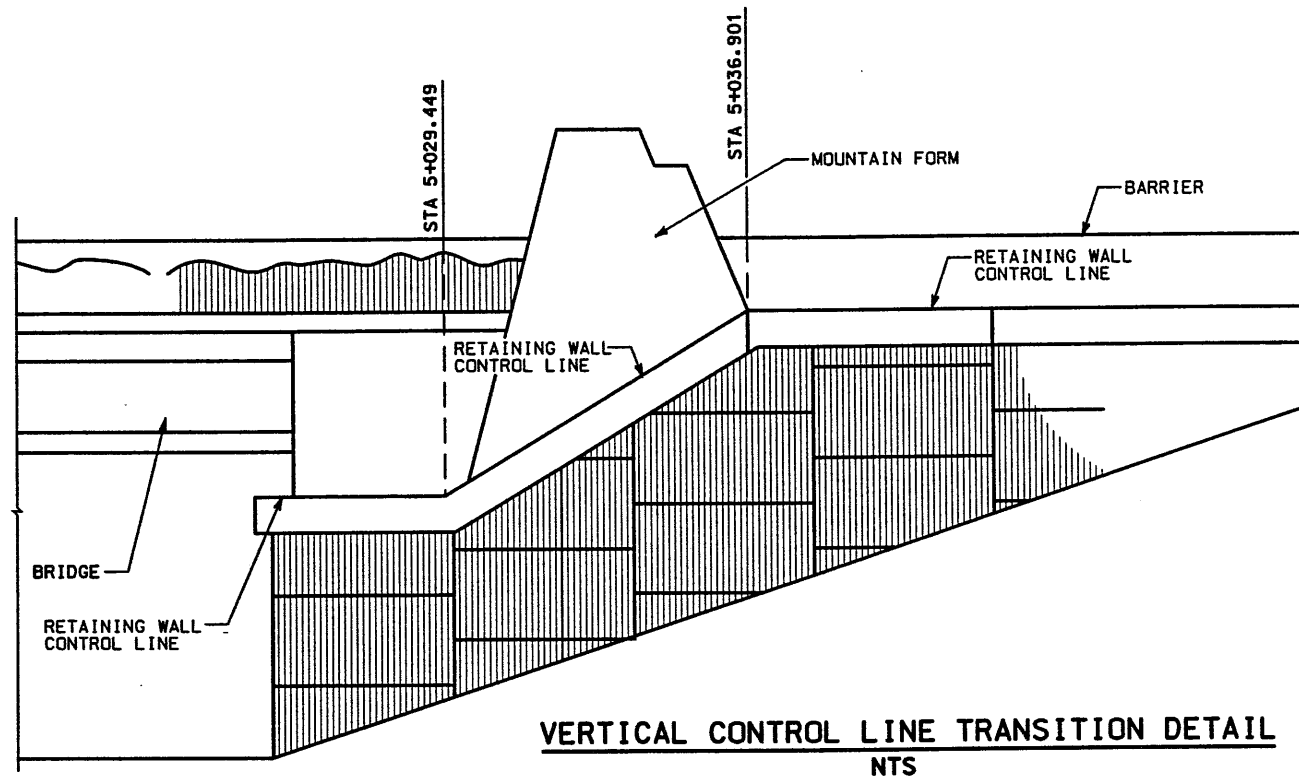 STA 5+029.449
STA 5+036.901
MOUNTAIN FORM
BARRIER
RETAINING WALL
CONTROL LINE
RETAINING WALL
CONTROL LINE
BRIDGE
RETAINING WALL
CONTROL LINE
VERTICAL CONTROL LINE TRANSITION DETAIL
NTS